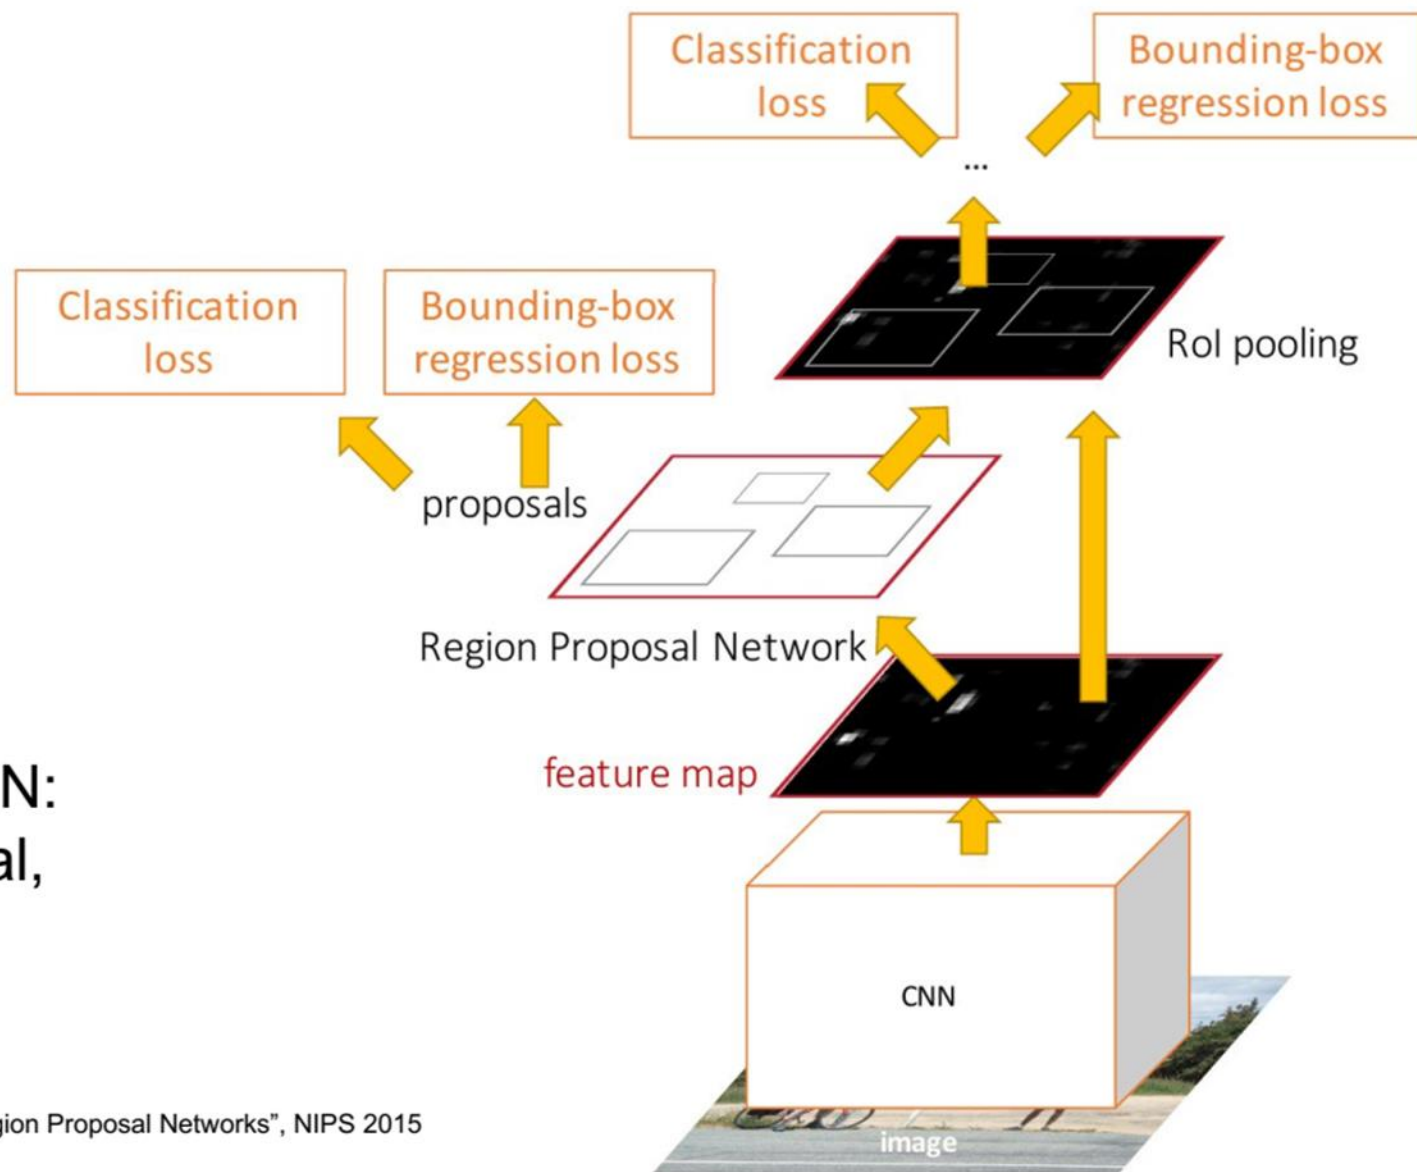 Classification
loss
Bounding-box
regression loss
...
Classification
loss
Bounding-box
regression loss
RoI pooling
proposals
Region Proposal Network
feature map
N:
al,
CNN
image
gion Proposal Networks”, NIPS 2015